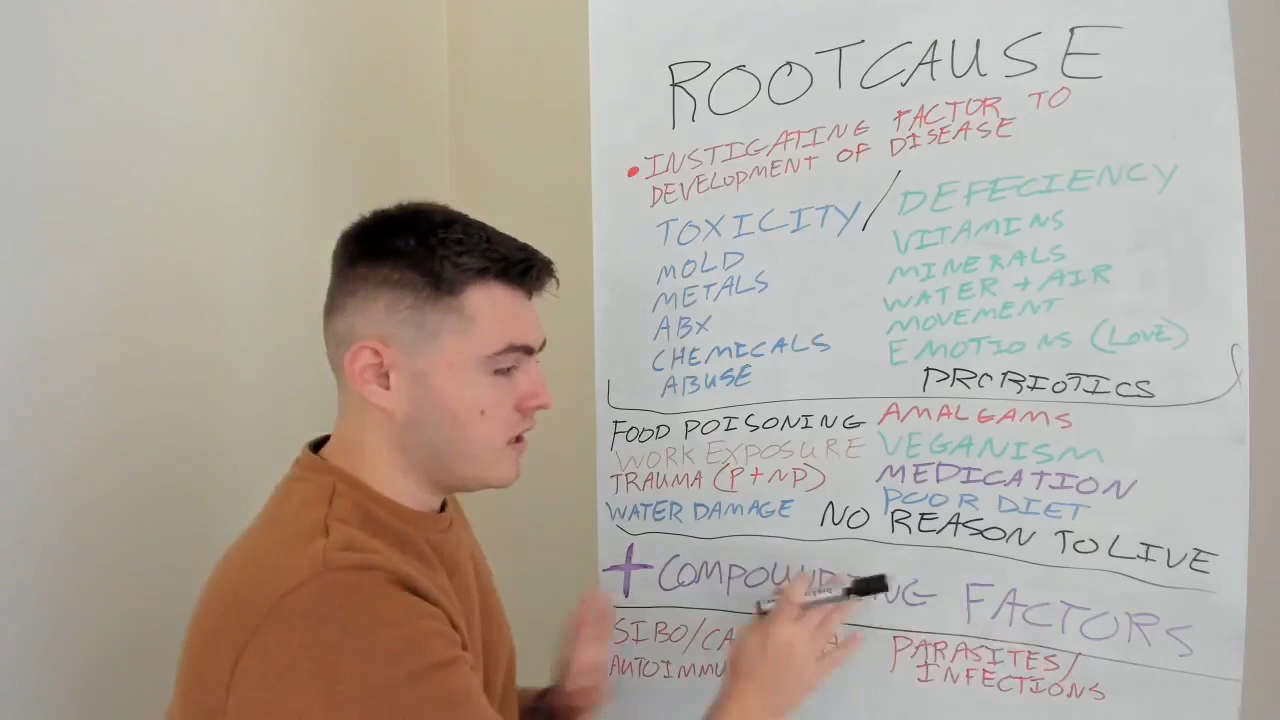 ROOTCAUSE
• INSTIGATING FACTOR TO
DEVELOPMENT OF DISEASE
TOXICITY / DEFECIENCY
MOLD
METALS
ABX
CHEMICALS
ABUSE
VITAMINS
MINERALS
WATER + AIR
MOVEMENT
EMOTIONS (LOVE)
PROBIOTICS
FOOD POISONING
WORK EXPOSURE
TRAUMA (P+NP)
WATER DAMAGE
AMALGAMS
VEGANISM
MEDICATION
POOR DIET
NO REASON TO LIVE
+ COMPOUNDING FACTORS
SIBO/CA
AUTOIMMU
PARASITES/
INFECTIONS